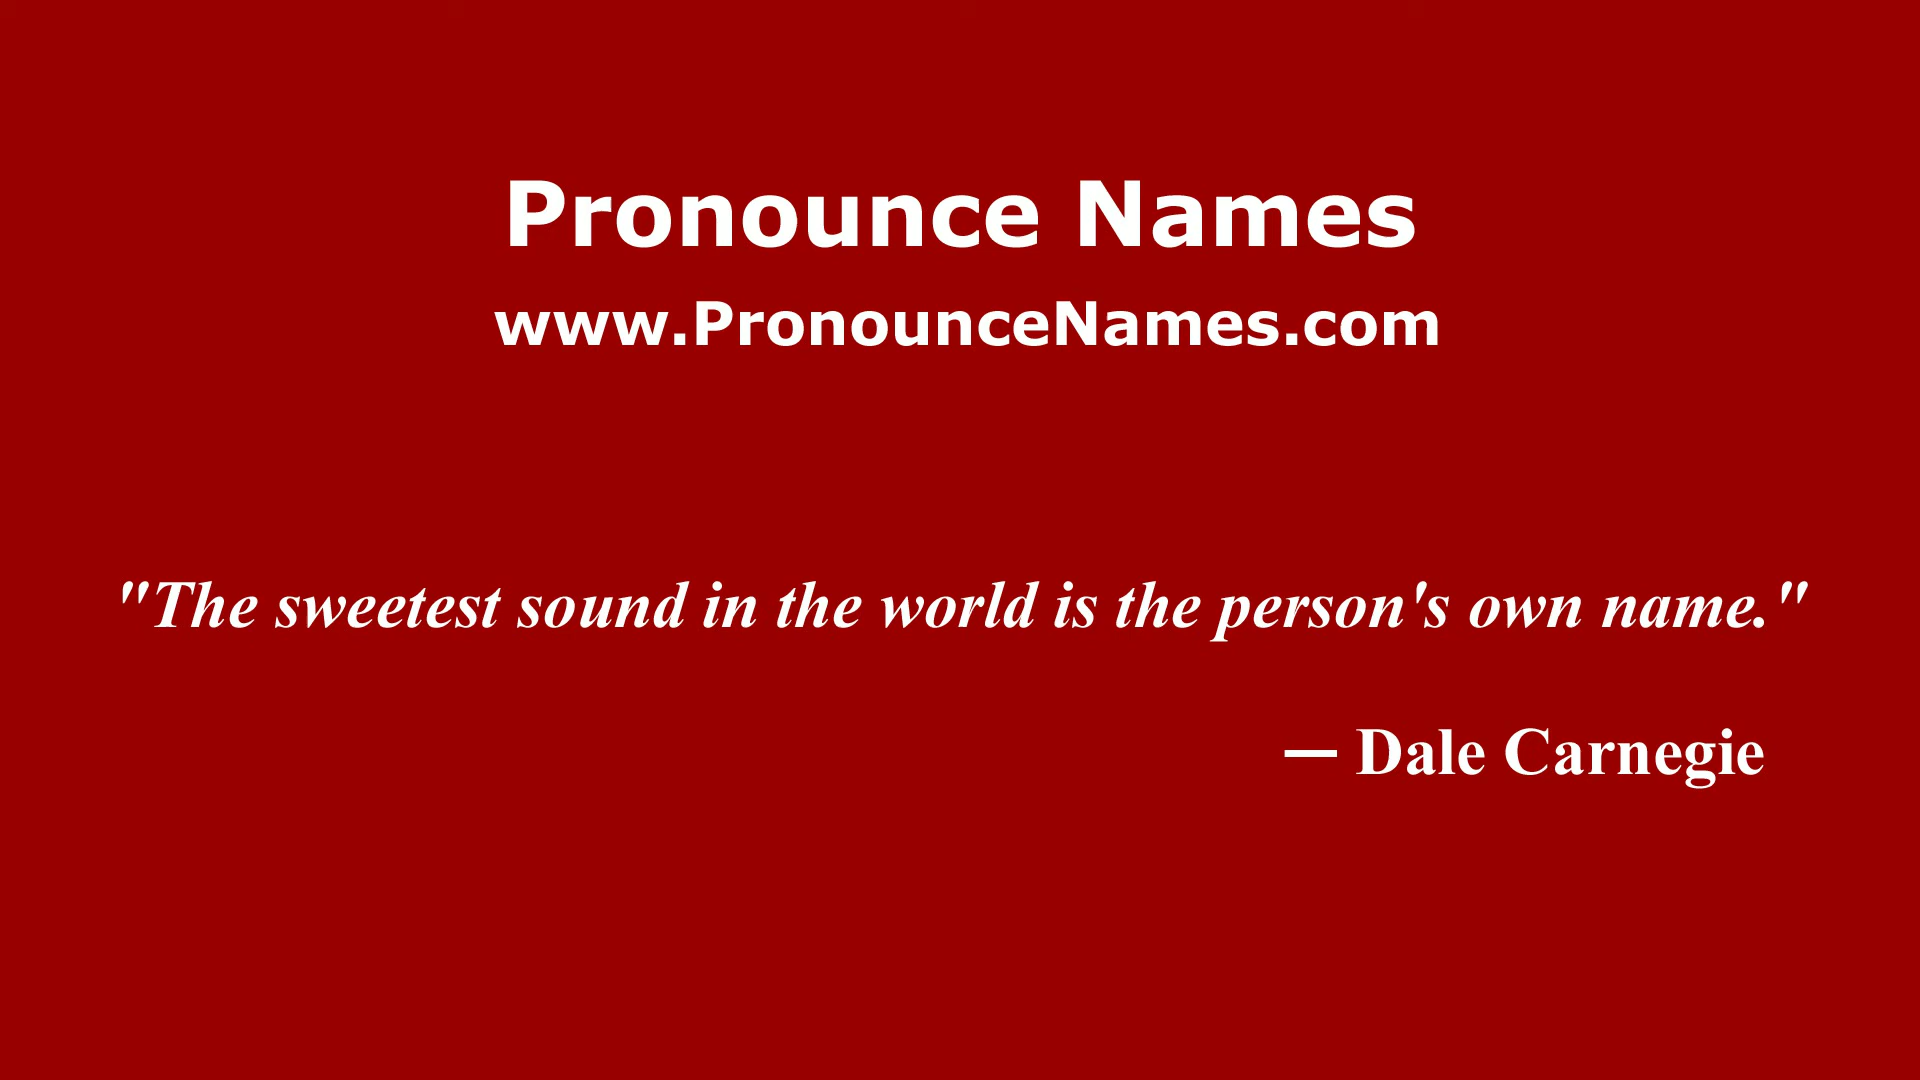 Pronounce Names
www.PronounceNames.com
"The sweetest sound in the world is the person's own name."
— Dale Carnegie